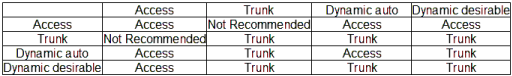 Access Trunk Dynamic auto Dynamic desirable
Access Access Not Recommended Access Access
Trunk Not Recommended Trunk Trunk Trunk
Dynamic auto Access Trunk Access Trunk
Dynamic desirable Access Trunk Trunk Trunk